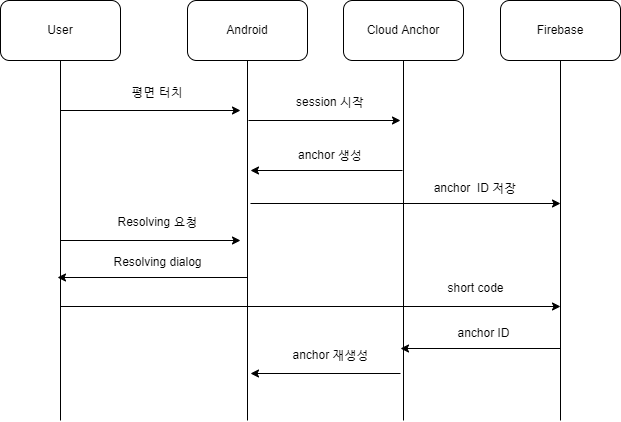 User
Android
Cloud Anchor
Firebase
평면 터치
session 시작
anchor 생성
anchor  ID 저장
Resolving 요청
Resolving dialog
short code
anchor ID
anchor 재생성